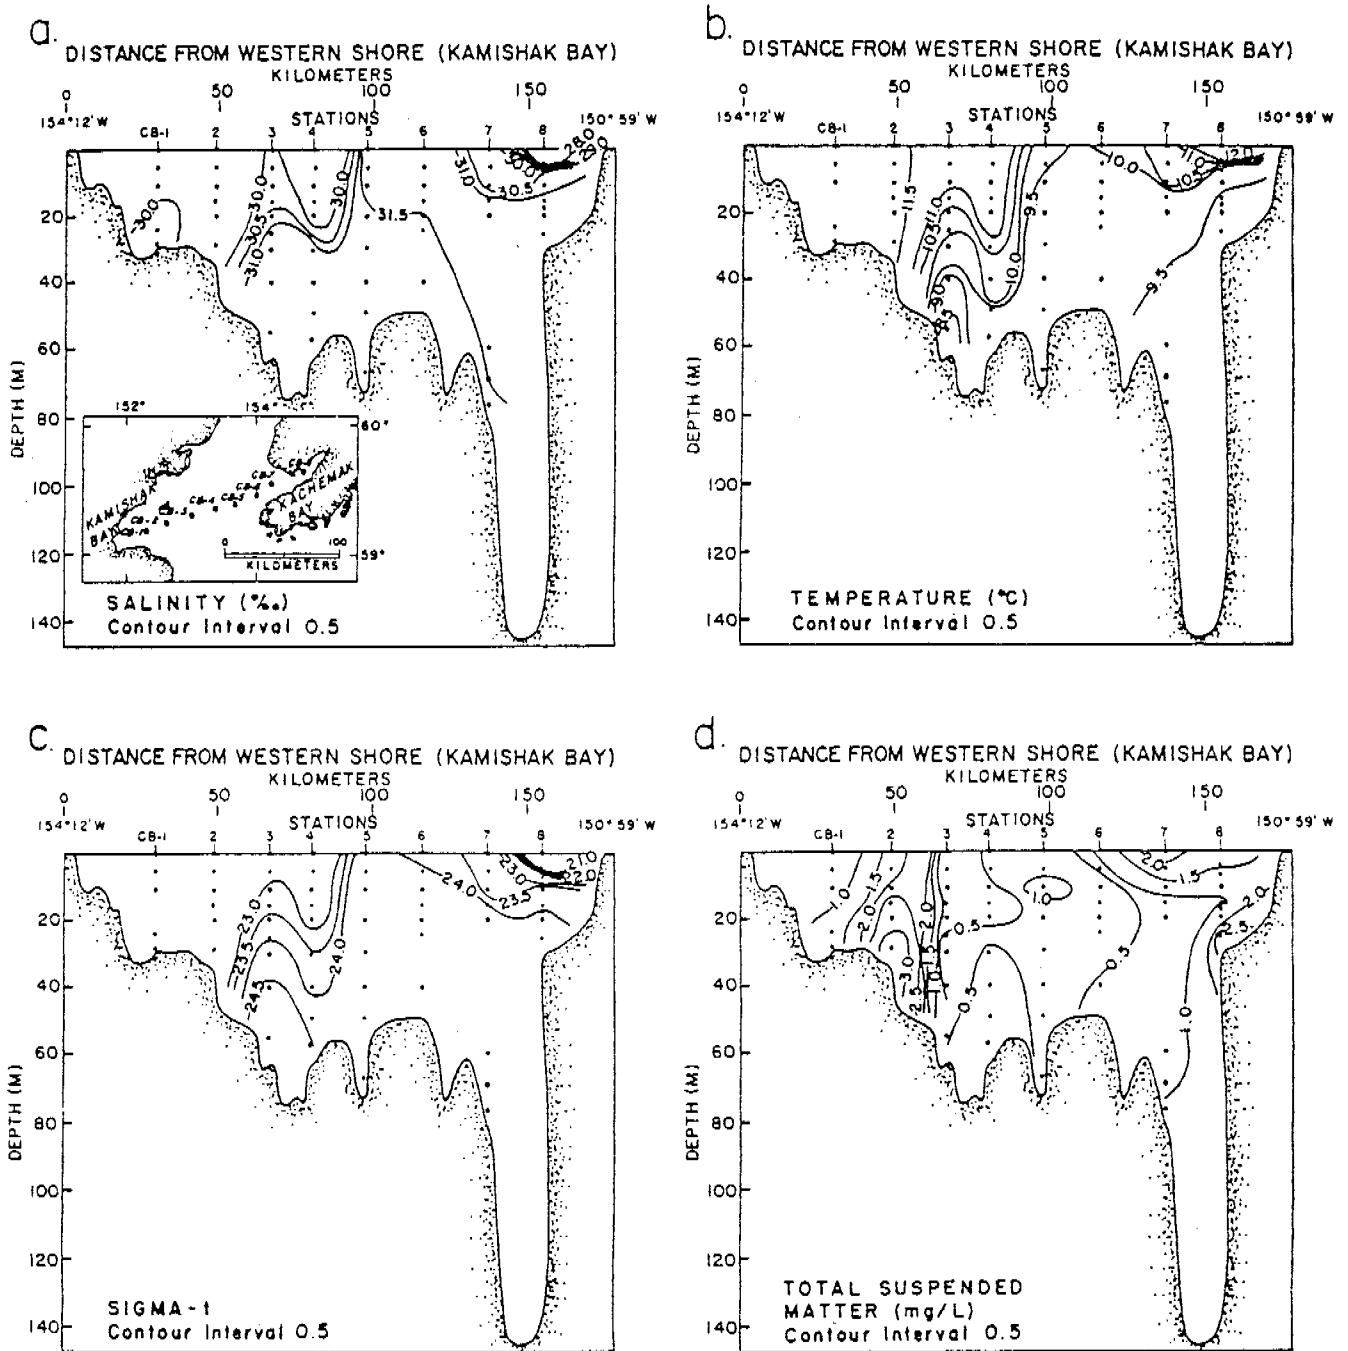 a.
DISTANCE FROM WESTERN SHORE (KAMISHAK BAY)
KILOMETERS
0 50 100 150
154°12'W STATIONS 150°59'W
CB-1 2 3 4 5 6 7 8
30.0
31.0 30.5 30.0
30.0
31.5
31.0 30.5 30.0 28.0 27.0
DEPTH (M)
20
40
60
80
100
120
140
152° 154°
60°
59°
KAMISHAK BAY
KACHEMAK BAY
CB-2 CB-3 CB-4 CB-5
0 100
KILOMETERS
SALINITY (‰)
Contour Interval 0.5
b.
DISTANCE FROM WESTERN SHORE (KAMISHAK BAY)
KILOMETERS
0 50 100 150
154°12'W STATIONS 150°59'W
CB-1 2 3 4 5 6 7 8
11.5
10.5 11.0
9.0
8.5
10.0
9.5
10.0 10.5 11.0 12.0
9.5
DEPTH (M)
20
40
60
80
100
120
140
TEMPERATURE (°C)
Contour Interval 0.5
c.
DISTANCE FROM WESTERN SHORE (KAMISHAK BAY)
KILOMETERS
0 50 100 150
154°12'W STATIONS 150°59'W
CB-1 2 3 4 5 6 7 8
23.0
23.5
24.5
24.0
24.0 23.5 23.0 22.0 21.0
DEPTH (M)
20
40
60
80
100
120
140
SIGMA-t
Contour Interval 0.5
d.
DISTANCE FROM WESTERN SHORE (KAMISHAK BAY)
KILOMETERS
0 50 100 150
154°12'W STATIONS 150°59'W
CB-1 2 3 4 5 6 7 8
1.0 1.5 2.0
3.0 2.5 2.0 1.5 1.0
0.5 1.0
0.5
0.5
2.0 1.5
1.0
2.0 2.5
DEPTH (M)
20
40
60
80
100
120
140
TOTAL SUSPENDED
MATTER (mg/L)
Contour Interval 0.5